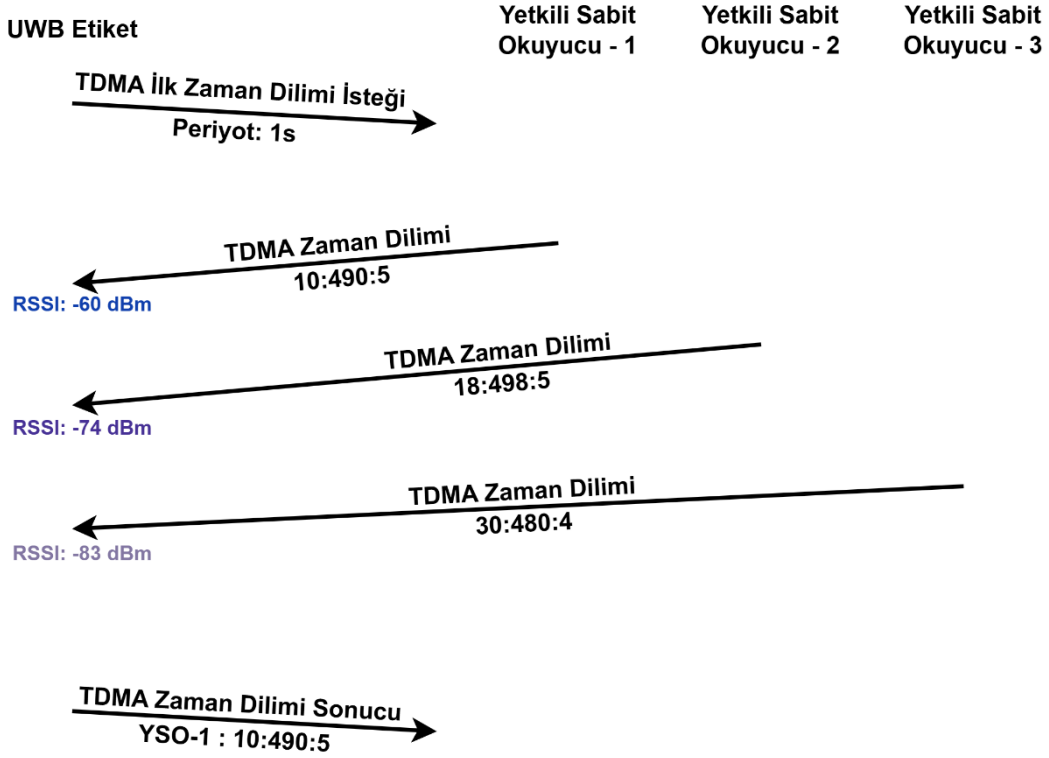 UWB Etiket
Yetkili Sabit
Okuyucu - 1
Yetkili Sabit
Okuyucu - 2
Yetkili Sabit
Okuyucu - 3
TDMA İlk Zaman Dilimi İsteği
Periyot: 1s
TDMA Zaman Dilimi
10:490:5
RSSI: -60 dBm
TDMA Zaman Dilimi
18:498:5
RSSI: -74 dBm
TDMA Zaman Dilimi
30:480:4
RSSI: -83 dBm
TDMA Zaman Dilimi Sonucu
YSO-1 : 10:490:5